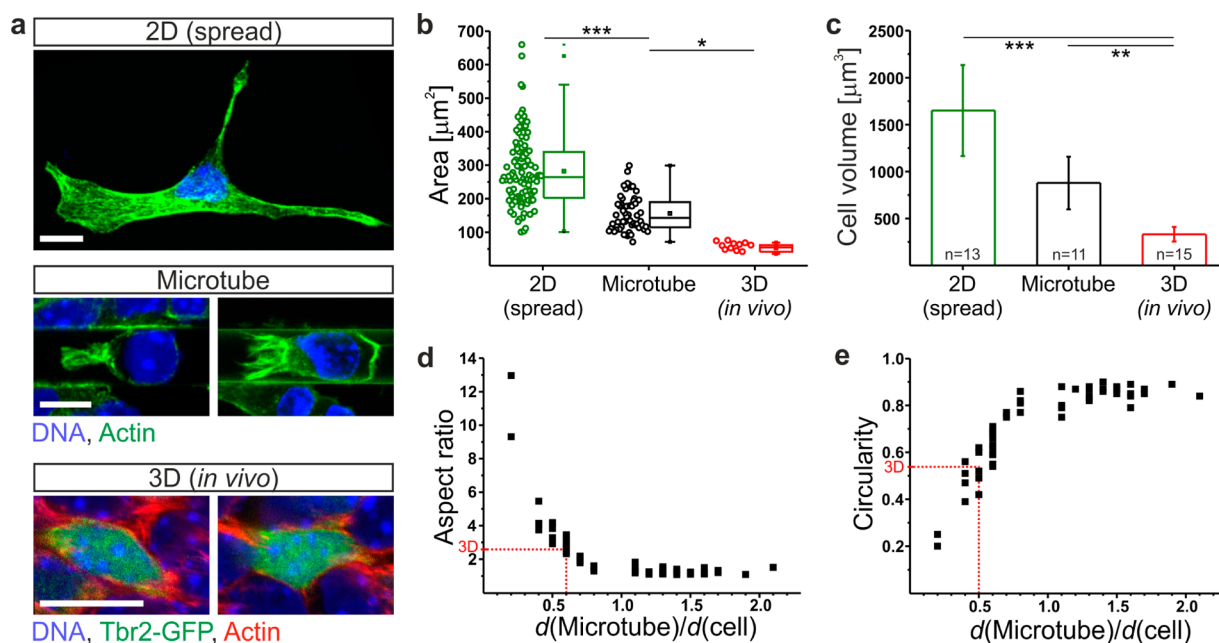 a
2D (spread)
Microtube
DNA, Actin
3D (in vivo)
DNA, Tbr2-GFP, Actin
b
Area [μm²]
700
600
500
400
300
200
100
***
*
2D
(spread)
Microtube
3D
(in vivo)
c
Cell volume [μm³]
2500
2000
1500
1000
500
***
**
n=13
n=11
n=15
2D
(spread)
Microtube
3D
(in vivo)
d
Aspect ratio
14
12
10
8
6
4
2
3D
0.5
1.0
1.5
2.0
d(Microtube)/d(cell)
e
Circularity
1.0
0.8
0.6
0.4
0.2
3D
0.5
1.0
1.5
2.0
d(Microtube)/d(cell)